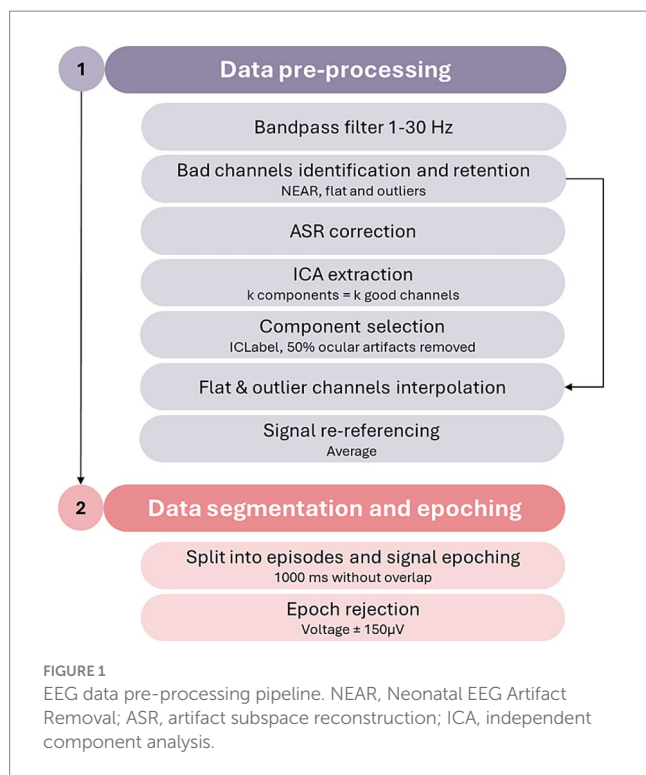 1
Data pre-processing
Bandpass filter 1-30 Hz
Bad channels identification and retention
NEAR, flat and outliers
ASR correction
ICA extraction
k components = k good channels
Component selection
ICLabel, 50% ocular artifacts removed
Flat & outlier channels interpolation
Signal re-referencing
Average
2
Data segmentation and epoching
Split into episodes and signal epoching
1000 ms without overlap
Epoch rejection
Voltage ± 150µV
FIGURE 1
EEG data pre-processing pipeline. NEAR, Neonatal EEG Artifact
Removal; ASR, artifact subspace reconstruction; ICA, independent
component analysis.